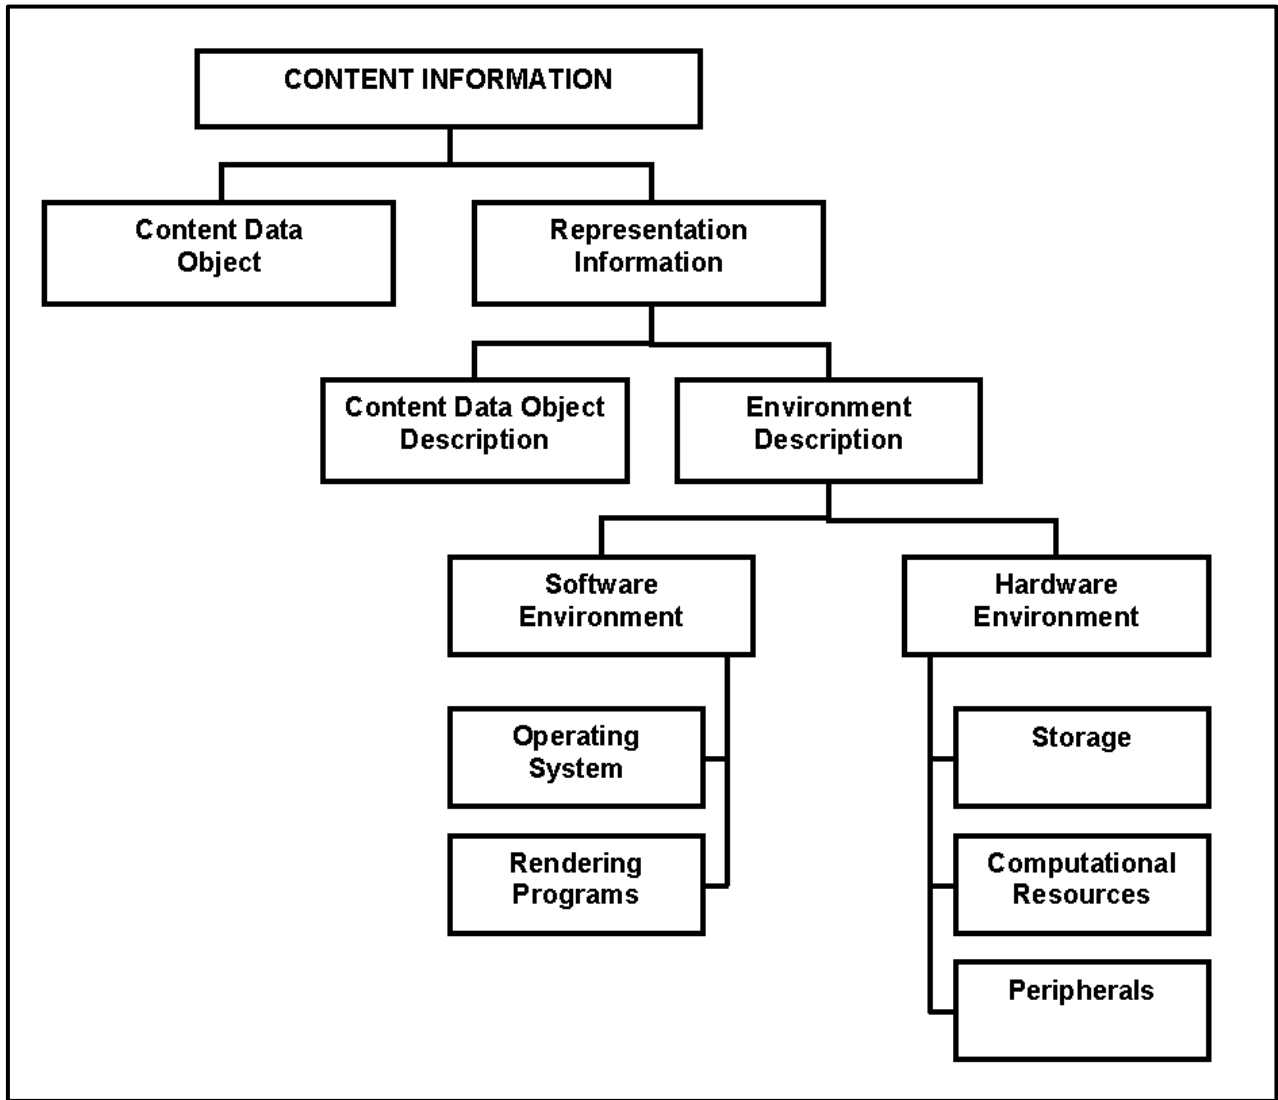 CONTENT INFORMATION
Content Data
Object
Representation
Information
Content Data Object
Description
Environment
Description
Software
Environment
Hardware
Environment
Operating
System
Storage
Rendering
Programs
Computational
Resources
Peripherals